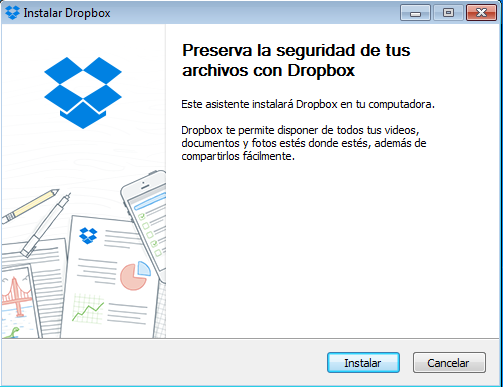 Instalar Dropbox
Preserva la seguridad de tus
archivos con Dropbox
Este asistente instalará Dropbox en tu computadora.
Dropbox te permite disponer de todos tus videos,
documentos y fotos estés donde estés, además de
compartirlos fácilmente.
Instalar
Cancelar